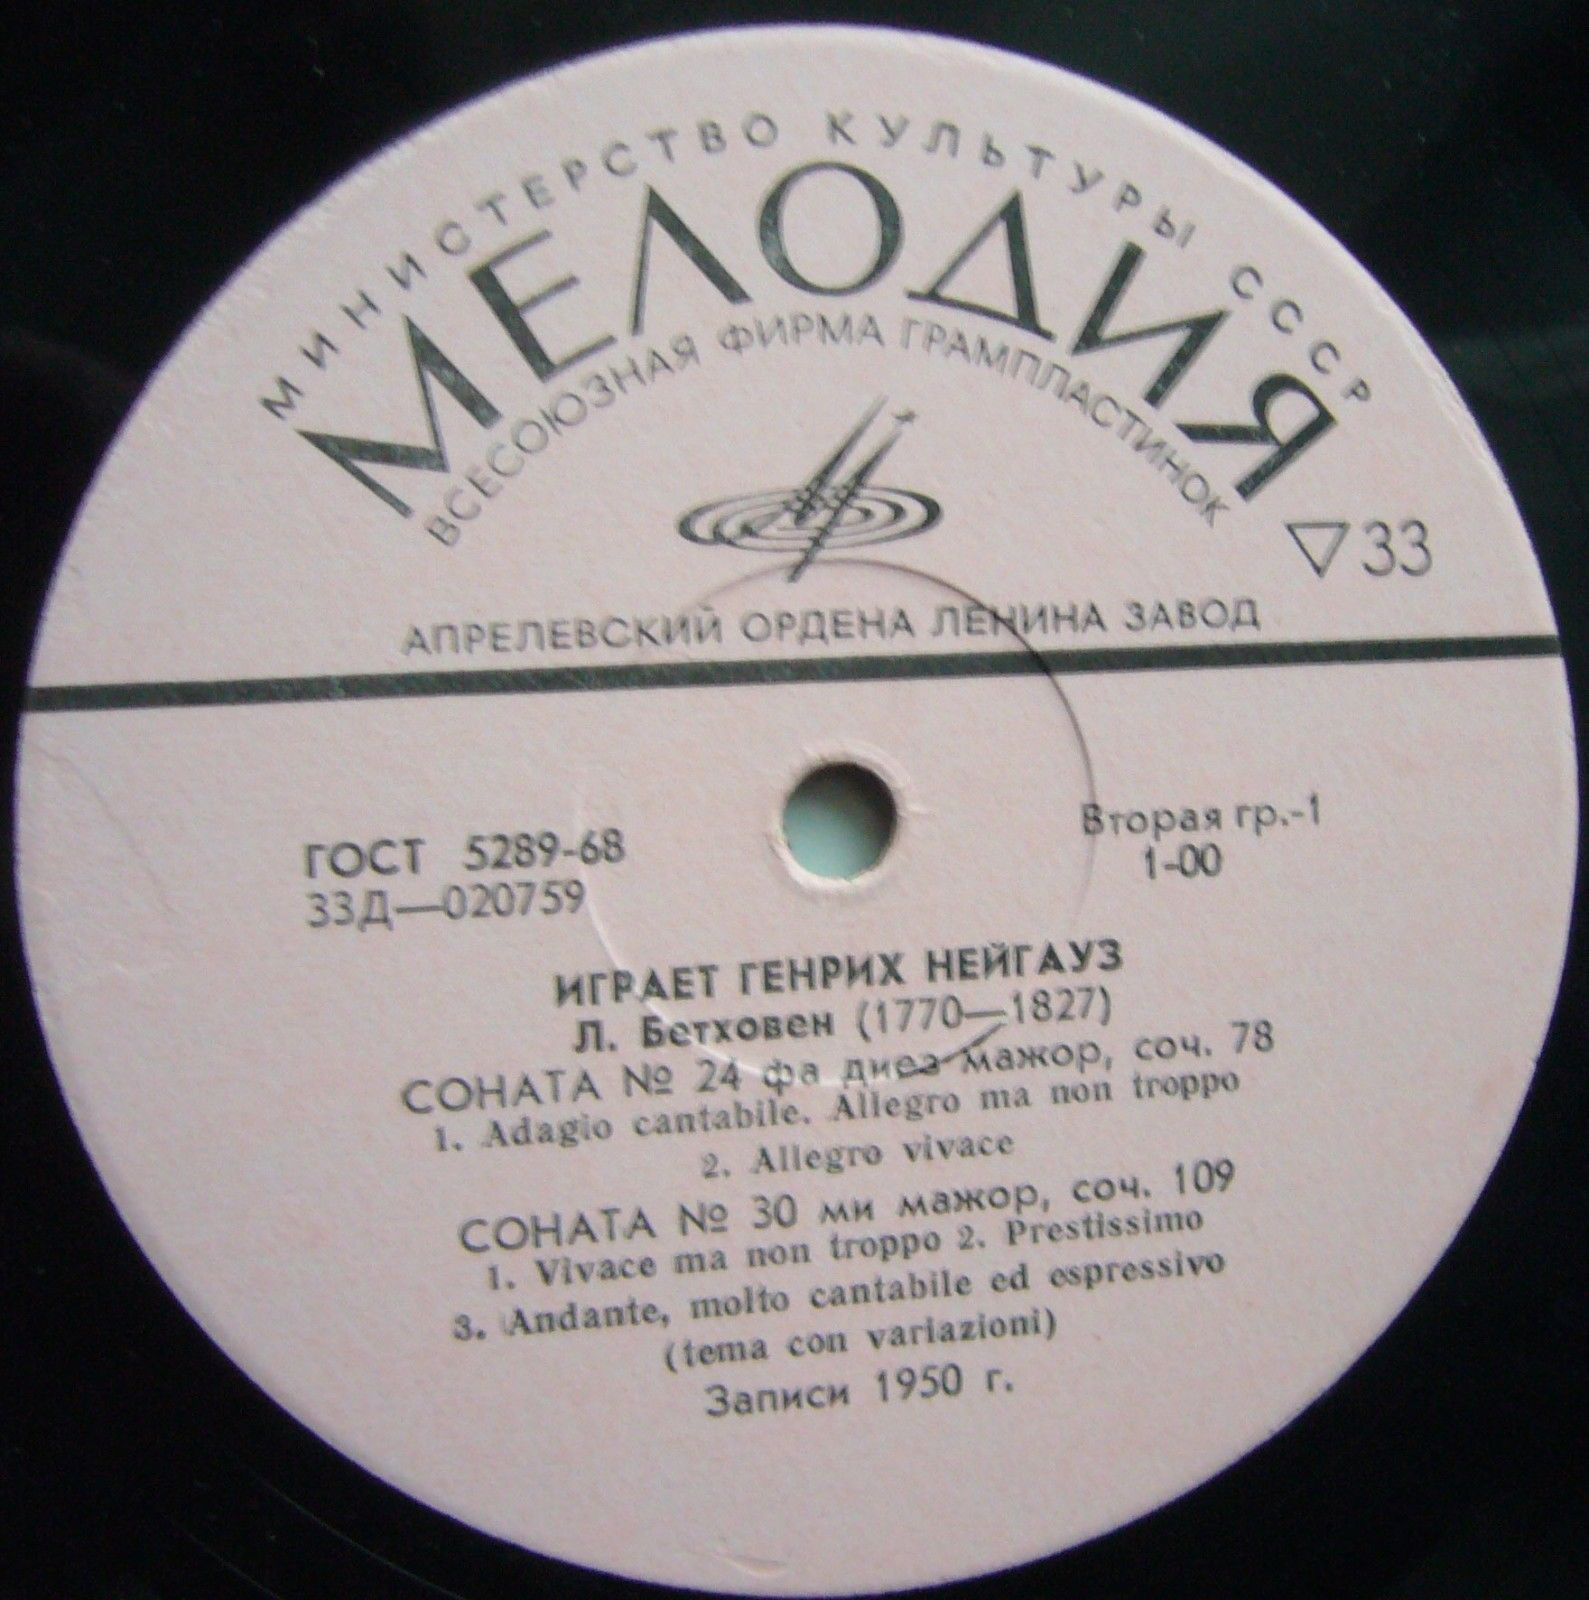 МИНИСТЕРСТВО КУЛЬТУРЫ СССР
МЕЛОДИЯ
ВСЕСОЮЗНАЯ ФИРМА ГРАМПЛАСТИНОК
▽33
АПРЕЛЕВСКИЙ ОРДЕНА ЛЕНИНА ЗАВОД
ГОСТ 5289-68
33Д—020759
Вторая гр.-1
1-00
ИГРАЕТ ГЕНРИХ НЕЙГАУЗ
Л. Бетховен (1770—1827)
СОНАТА № 24 фа диез мажор, соч. 78
1. Adagio cantabile. Allegro ma non troppo
2. Allegro vivace
СОНАТА № 30 ми мажор, соч. 109
1. Vivace ma non troppo 2. Prestissimo
3. Andante, molto cantabile ed espressivo
(tema con variazioni)
Записи 1950 г.